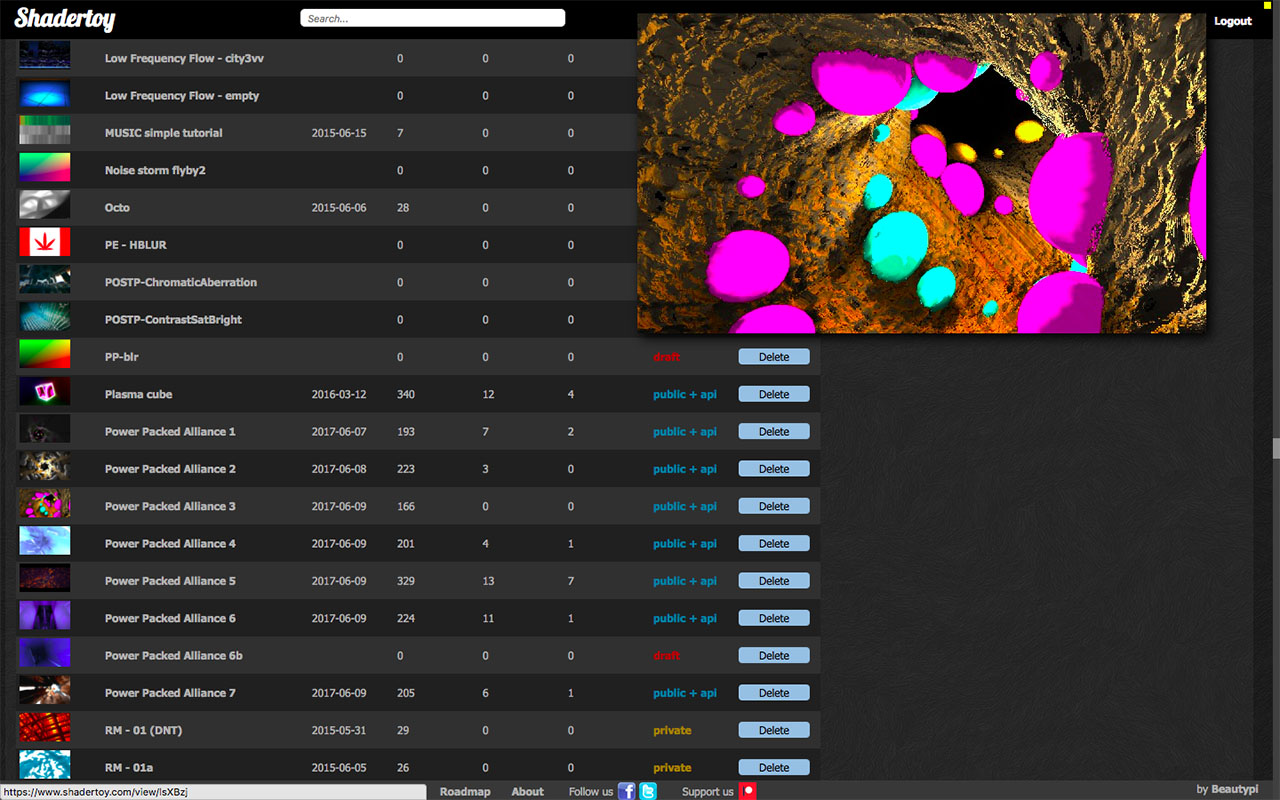 Shadertoy Search... Logout
Low Frequency Flow - city3vv 0 0 0
Low Frequency Flow - empty 0 0 0
MUSIC simple tutorial 2015-06-15 7 0 0
Noise storm flyby2 0 0 0
Octo 2015-06-06 28 0 0
PE - HBLUR 0 0 0
POSTP-ChromaticAberration 0 0 0
POSTP-ContrastSatBright 0 0 0
PP-blr 0 0 0 draft Delete
Plasma cube 2016-03-12 340 12 4 public + api Delete
Power Packed Alliance 1 2017-06-07 193 7 2 public + api Delete
Power Packed Alliance 2 2017-06-08 223 3 0 public + api Delete
Power Packed Alliance 3 2017-06-09 166 0 0 public + api Delete
Power Packed Alliance 4 2017-06-09 201 4 1 public + api Delete
Power Packed Alliance 5 2017-06-09 329 13 7 public + api Delete
Power Packed Alliance 6 2017-06-09 224 11 1 public + api Delete
Power Packed Alliance 6b 0 0 0 draft Delete
Power Packed Alliance 7 2017-06-09 205 6 1 public + api Delete
RM - 01 (DNT) 2015-05-31 29 0 0 private Delete
RM - 01a 2015-06-05 26 0 0 private Delete
https://www.shadertoy.com/view/lsXBzj Roadmap About Follow us Support us by Beautypi